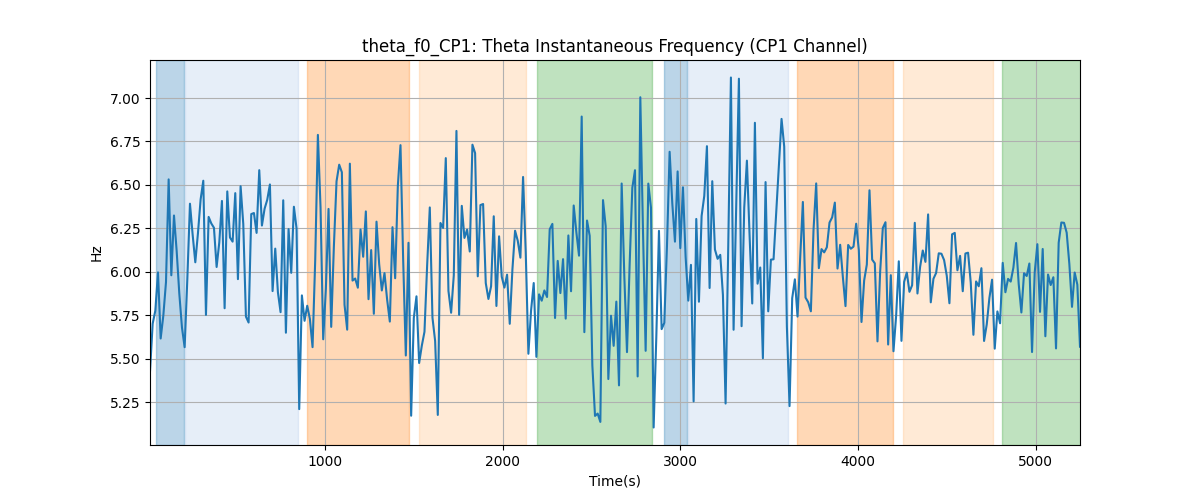 theta_f0_CP1: Theta Instantaneous Frequency (CP1 Channel)
7.00
6.75
6.50
6.25
6.00
5.75
5.50
5.25
Hz
1000 2000 3000 4000 5000
Time(s)